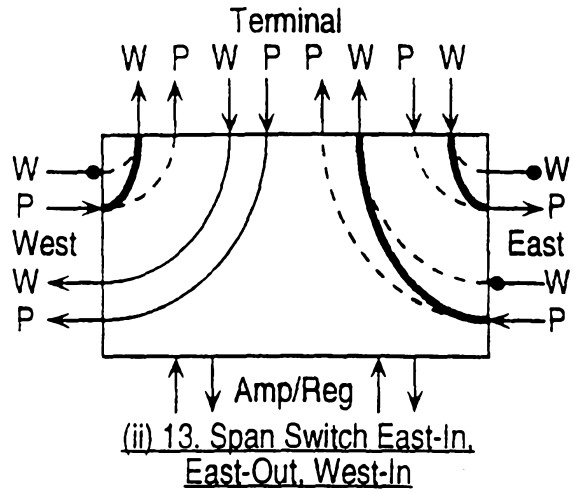 Terminal
W P W P P W P W
W W
P P
West East
W W
P P
Amp/Reg
(ii) 13. Span Switch East-In,
East-Out, West-In